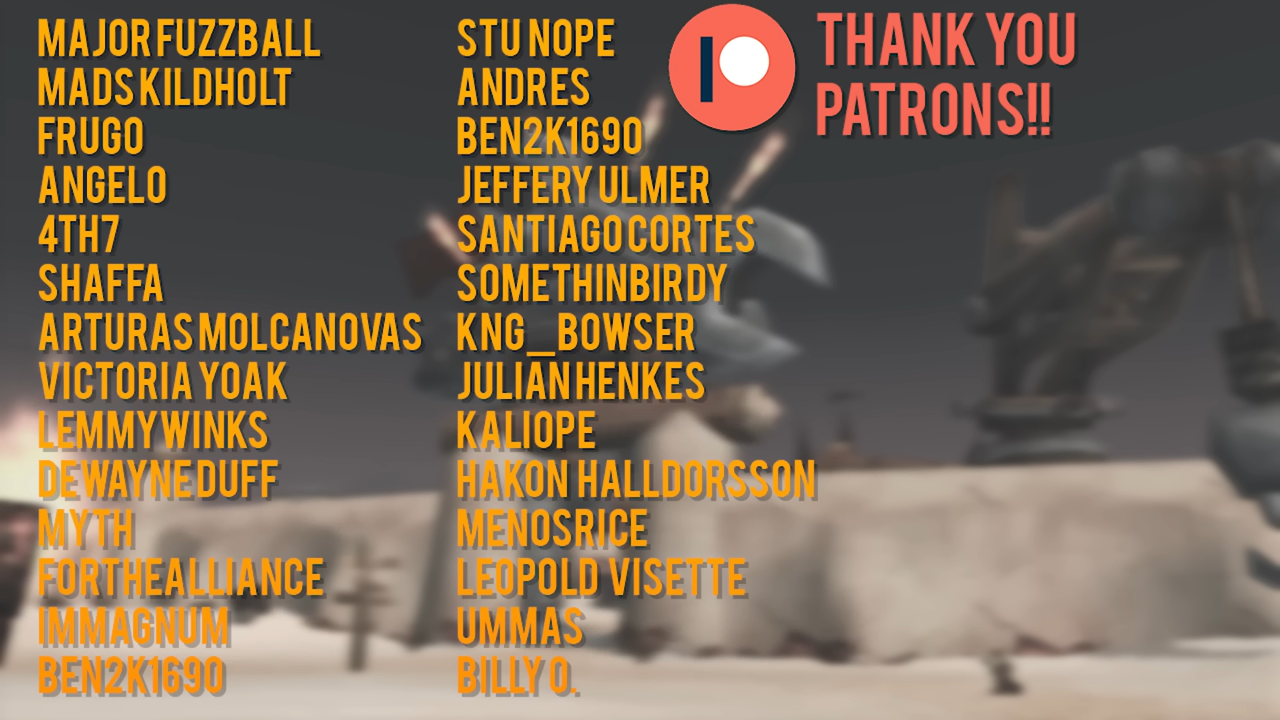 MAJOR FUZZBALL
MADS KILDHOLT
FRUGO
ANGELO
4TH7
SHAFFA
ARTURAS MOLCANOVAS
VICTORIA YOAK
LEMMYWINKS
DEWAYNE DUFF
MYTH
FORTHEALLIANCE
IMMAGNUM
BEN2K1690
STU NOPE
ANDRES
BEN2K1690
JEFFERY ULMER
SANTIAGO CORTES
SOMETHINBIRDY
KNG_BOWSER
JULIAN HENKES
KALIOPE
HAKON HALLDORSSON
MENOSRICE
LEOPOLD VISETTE
UMMAS
BILLY O.
THANK YOU
PATRONS!!